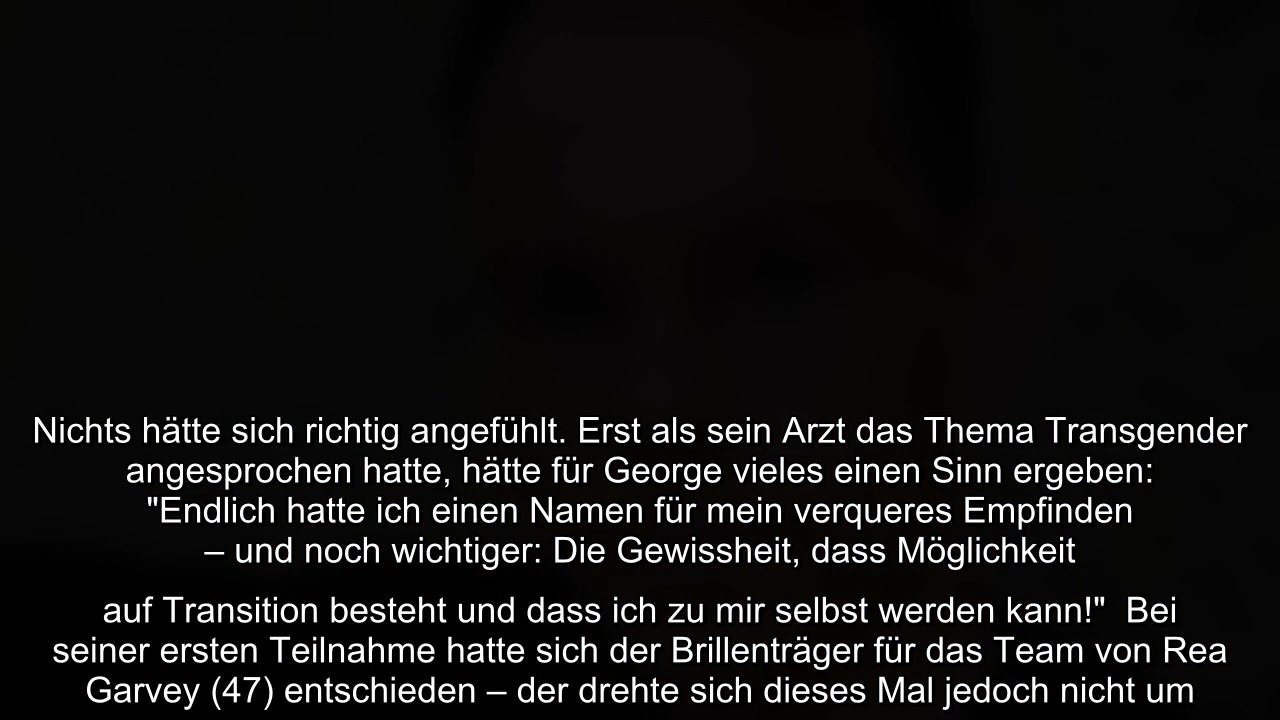 Nichts hätte sich richtig angefühlt. Erst als sein Arzt das Thema Transgender
angesprochen hatte, hätte für George vieles einen Sinn ergeben:
"Endlich hatte ich einen Namen für mein verqueres Empfinden
– und noch wichtiger: Die Gewissheit, dass Möglichkeit
auf Transition besteht und dass ich zu mir selbst werden kann!"  Bei
seiner ersten Teilnahme hatte sich der Brillenträger für das Team von Rea
Garvey (47) entschieden – der drehte sich dieses Mal jedoch nicht um